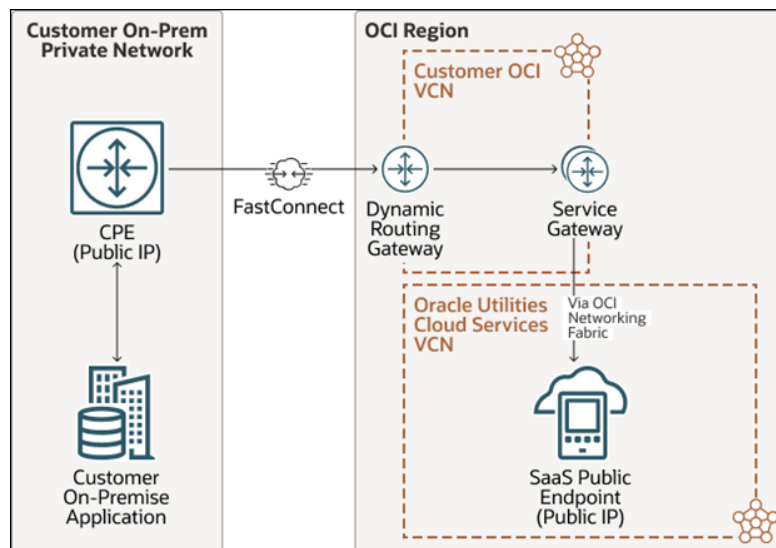 Customer On-Prem
Private Network
OCI Region
Customer OCI
VCN
FastConnect
CPE
(Public IP)
Dynamic
Routing
Gateway
Service
Gateway
Oracle Utilities
Cloud Services
VCN
Via OCI
Networking
Fabric
Customer
On-Premise
Application
SaaS Public
Endpoint
(Public IP)